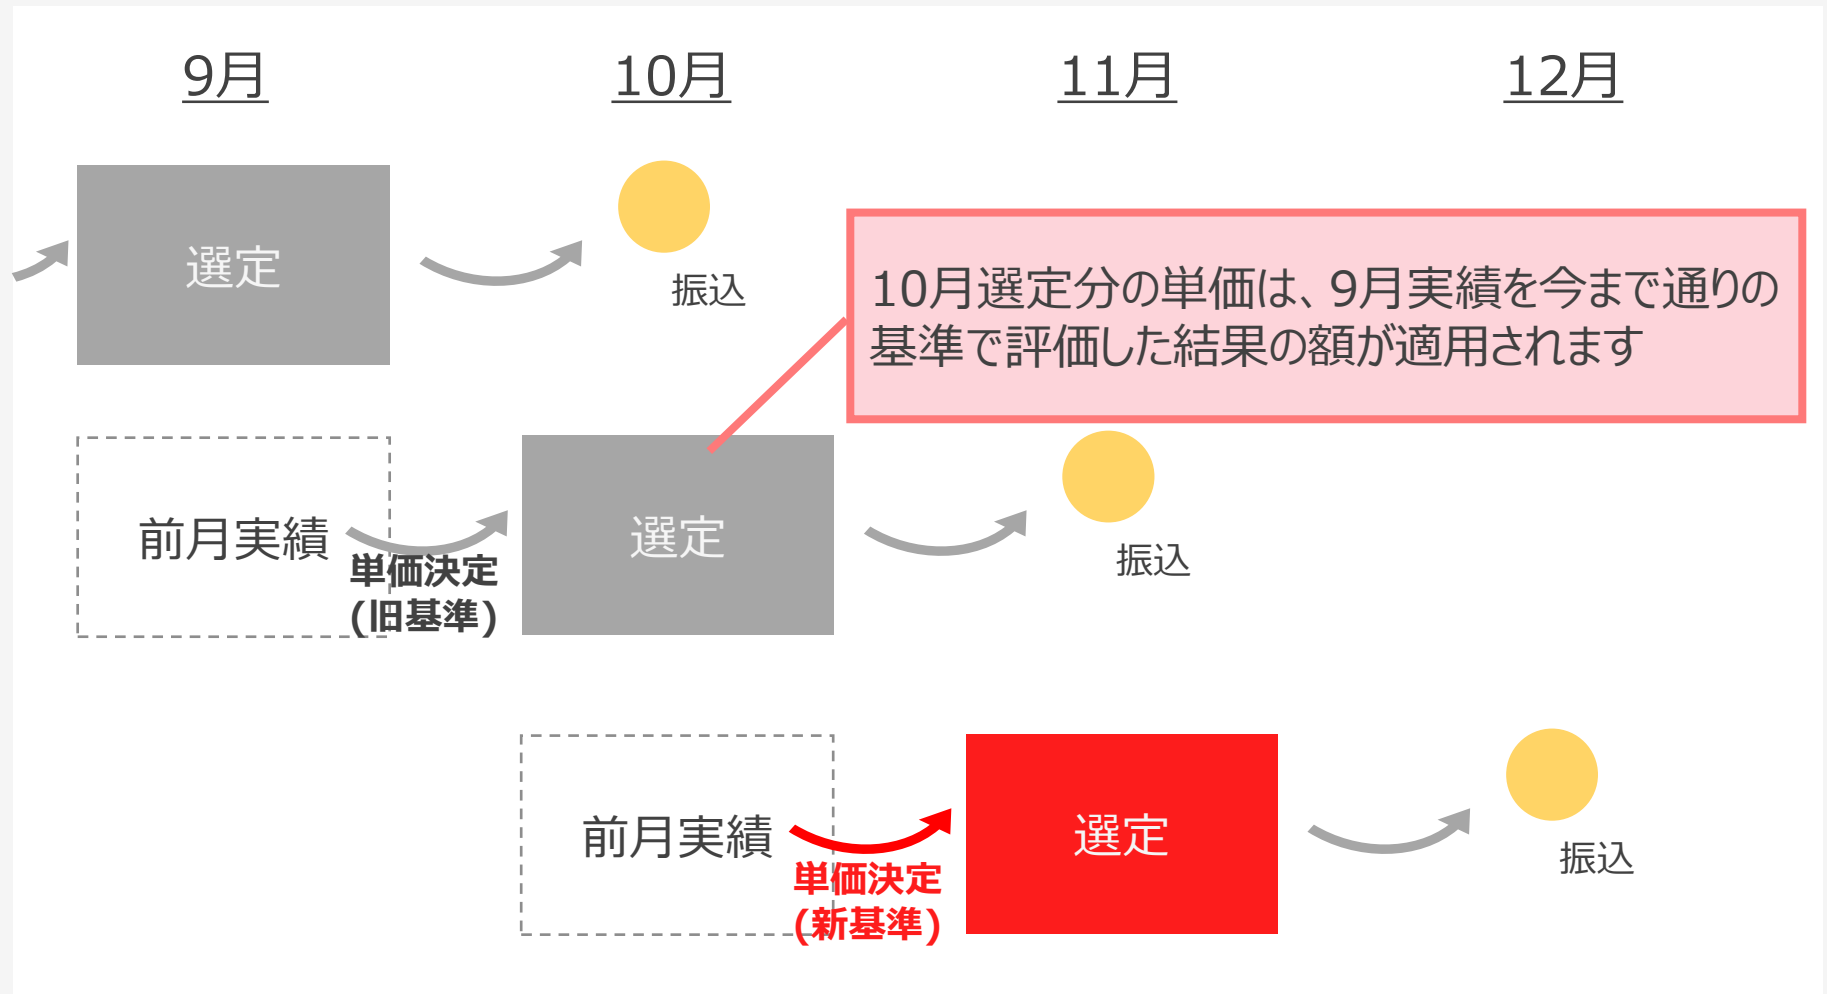 9月
10月
11月
12月
選定
振込
10月選定分の単価は、9月実績を今まで通りの
基準で評価した結果の額が適用されます
前月実績
単価決定
(旧基準)
選定
振込
前月実績
単価決定
(新基準)
選定
振込